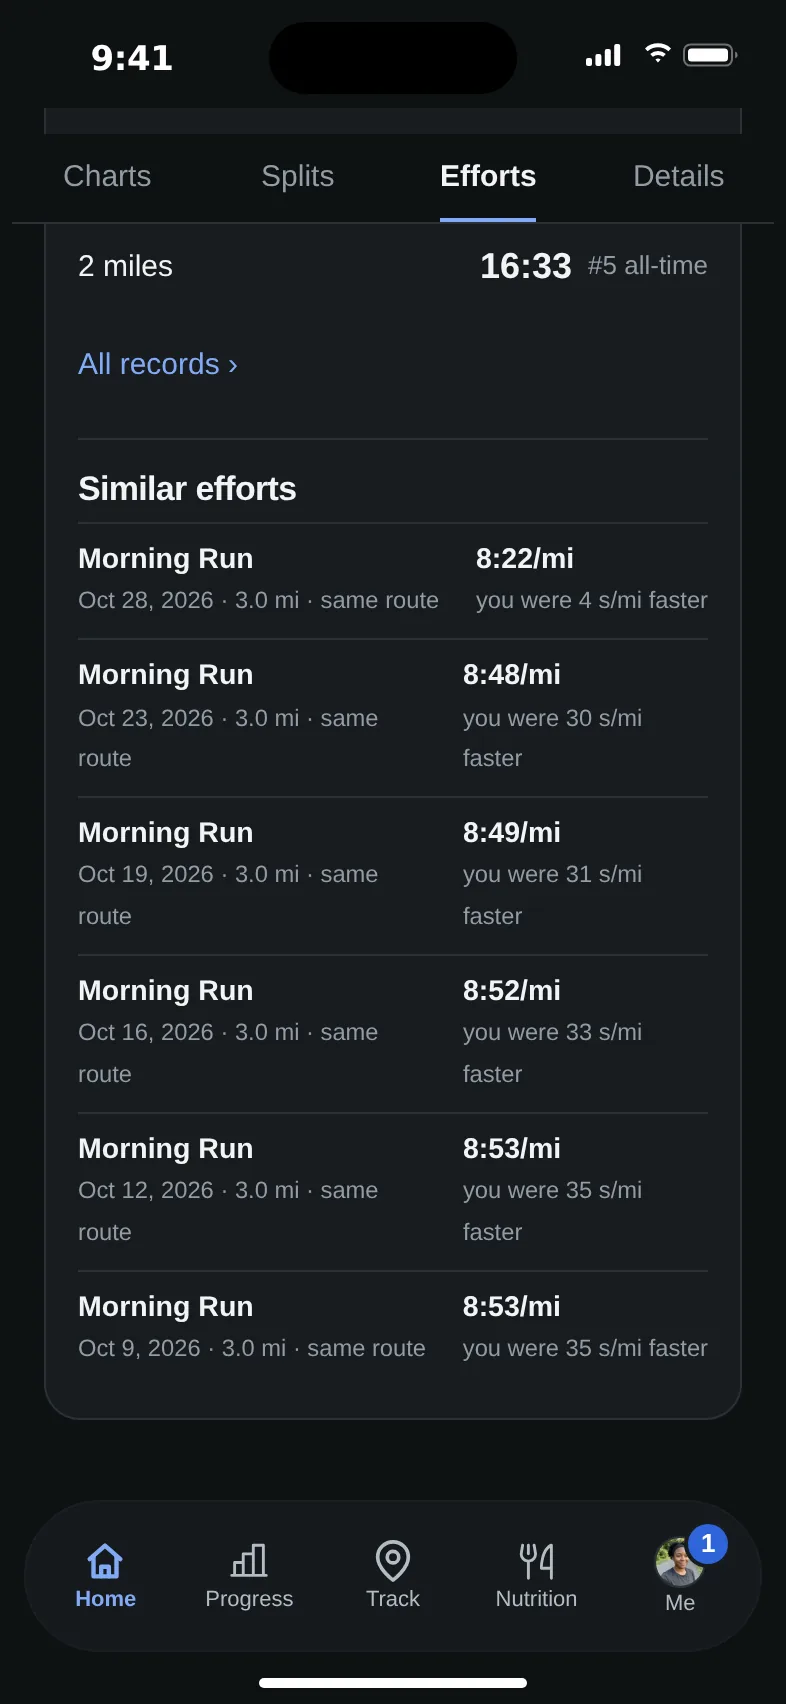 9:41
Charts Splits Efforts Details
2 miles 16:33 #5 all-time
All records ›
Similar efforts
Morning Run 8:22/mi
Oct 28, 2026 · 3.0 mi · same route you were 4 s/mi faster
Morning Run 8:48/mi
Oct 23, 2026 · 3.0 mi · same you were 30 s/mi
route faster
Morning Run 8:49/mi
Oct 19, 2026 · 3.0 mi · same you were 31 s/mi
route faster
Morning Run 8:52/mi
Oct 16, 2026 · 3.0 mi · same you were 33 s/mi
route faster
Morning Run 8:53/mi
Oct 12, 2026 · 3.0 mi · same you were 35 s/mi
route faster
Morning Run 8:53/mi
Oct 9, 2026 · 3.0 mi · same route you were 35 s/mi faster
1
Home Progress Track Nutrition Me